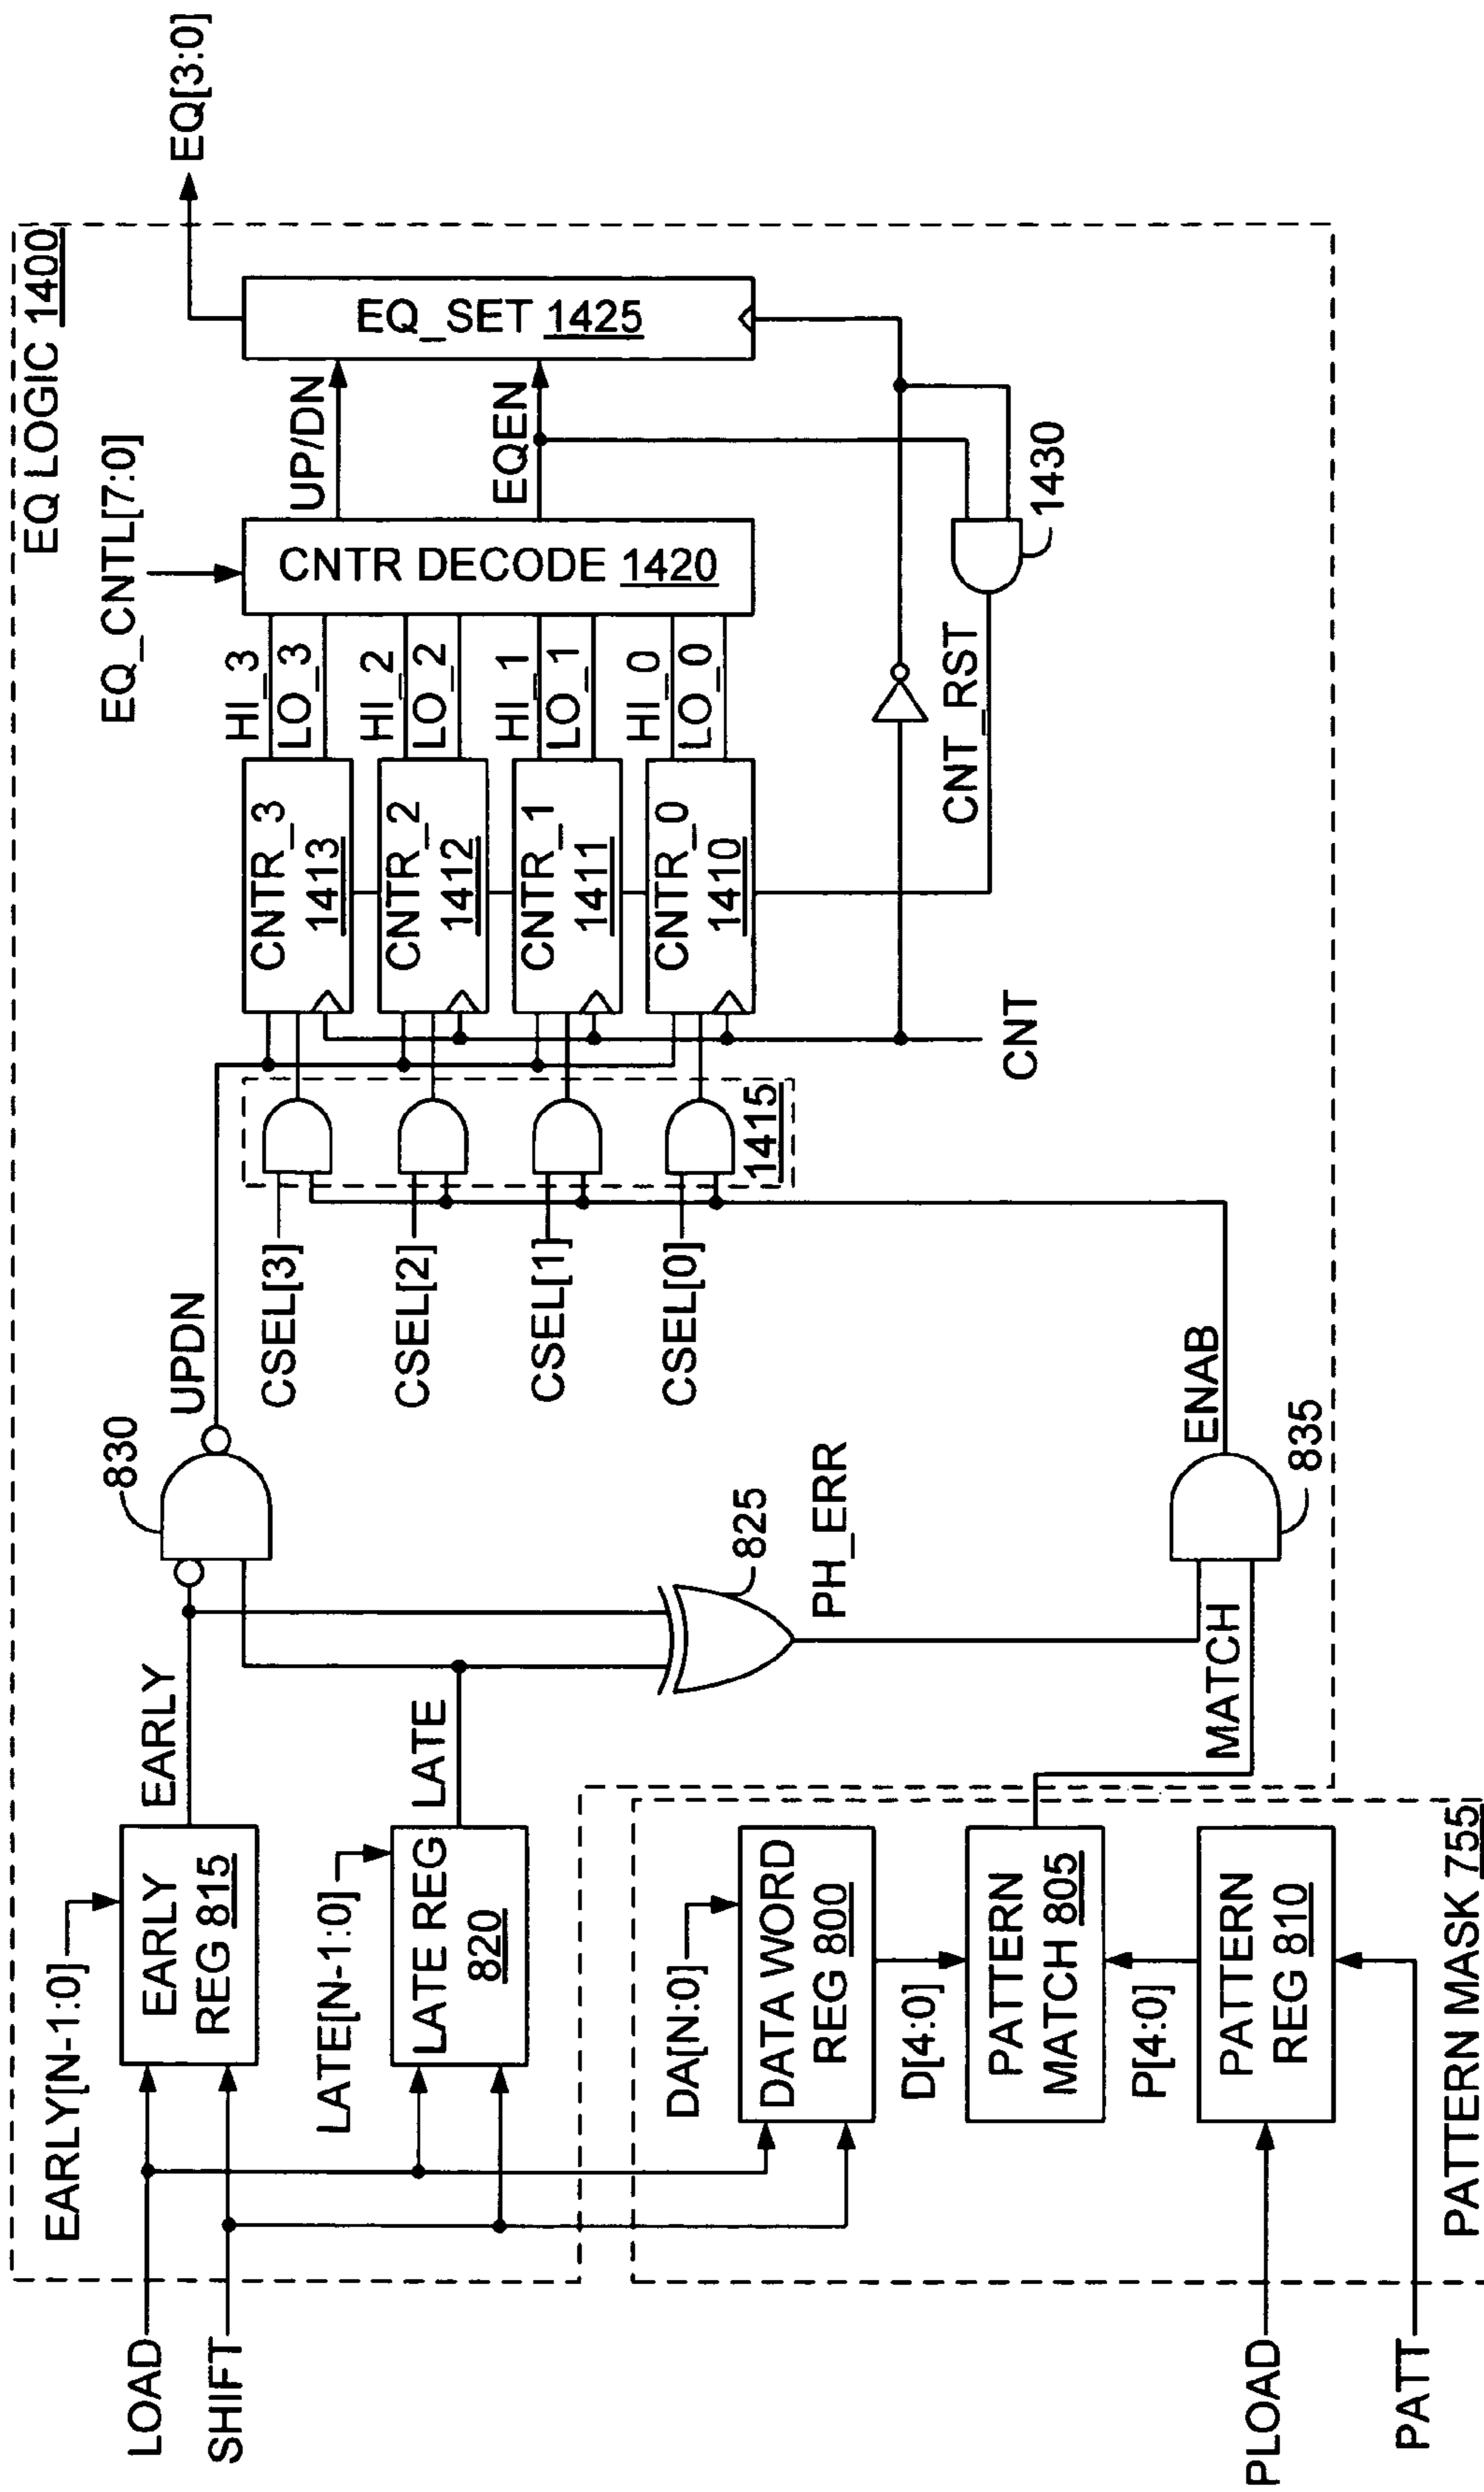 EQ LOGIC 1400
EARLY[N-1:0]
EARLY
REG 815
EARLY
830
UPDN
EQ_CNTL[7:0]
EQ[3:0]
LOAD
SHIFT
LATE[N-1:0]
LATE REG
820
LATE
825
PH_ERR
CSEL[3]
CSEL[2]
CSEL[1]
CSEL[0]
1415
CNTR_3
1413
CNTR_2
1412
CNTR_1
1411
CNTR_0
1410
HI_3
LO_3
HI_2
LO_2
HI_1
LO_1
HI_0
LO_0
CNTR DECODE 1420
UP/DN
EQEN
EQ_SET 1425
CNT
CNT_RST
1430
DA[N:0]
DATA WORD
REG 800
D[4:0]
PATTERN
MATCH 805
P[4:0]
PATTERN
REG 810
MATCH
ENAB
835
PLOAD
PATT
PATTERN MASK 755